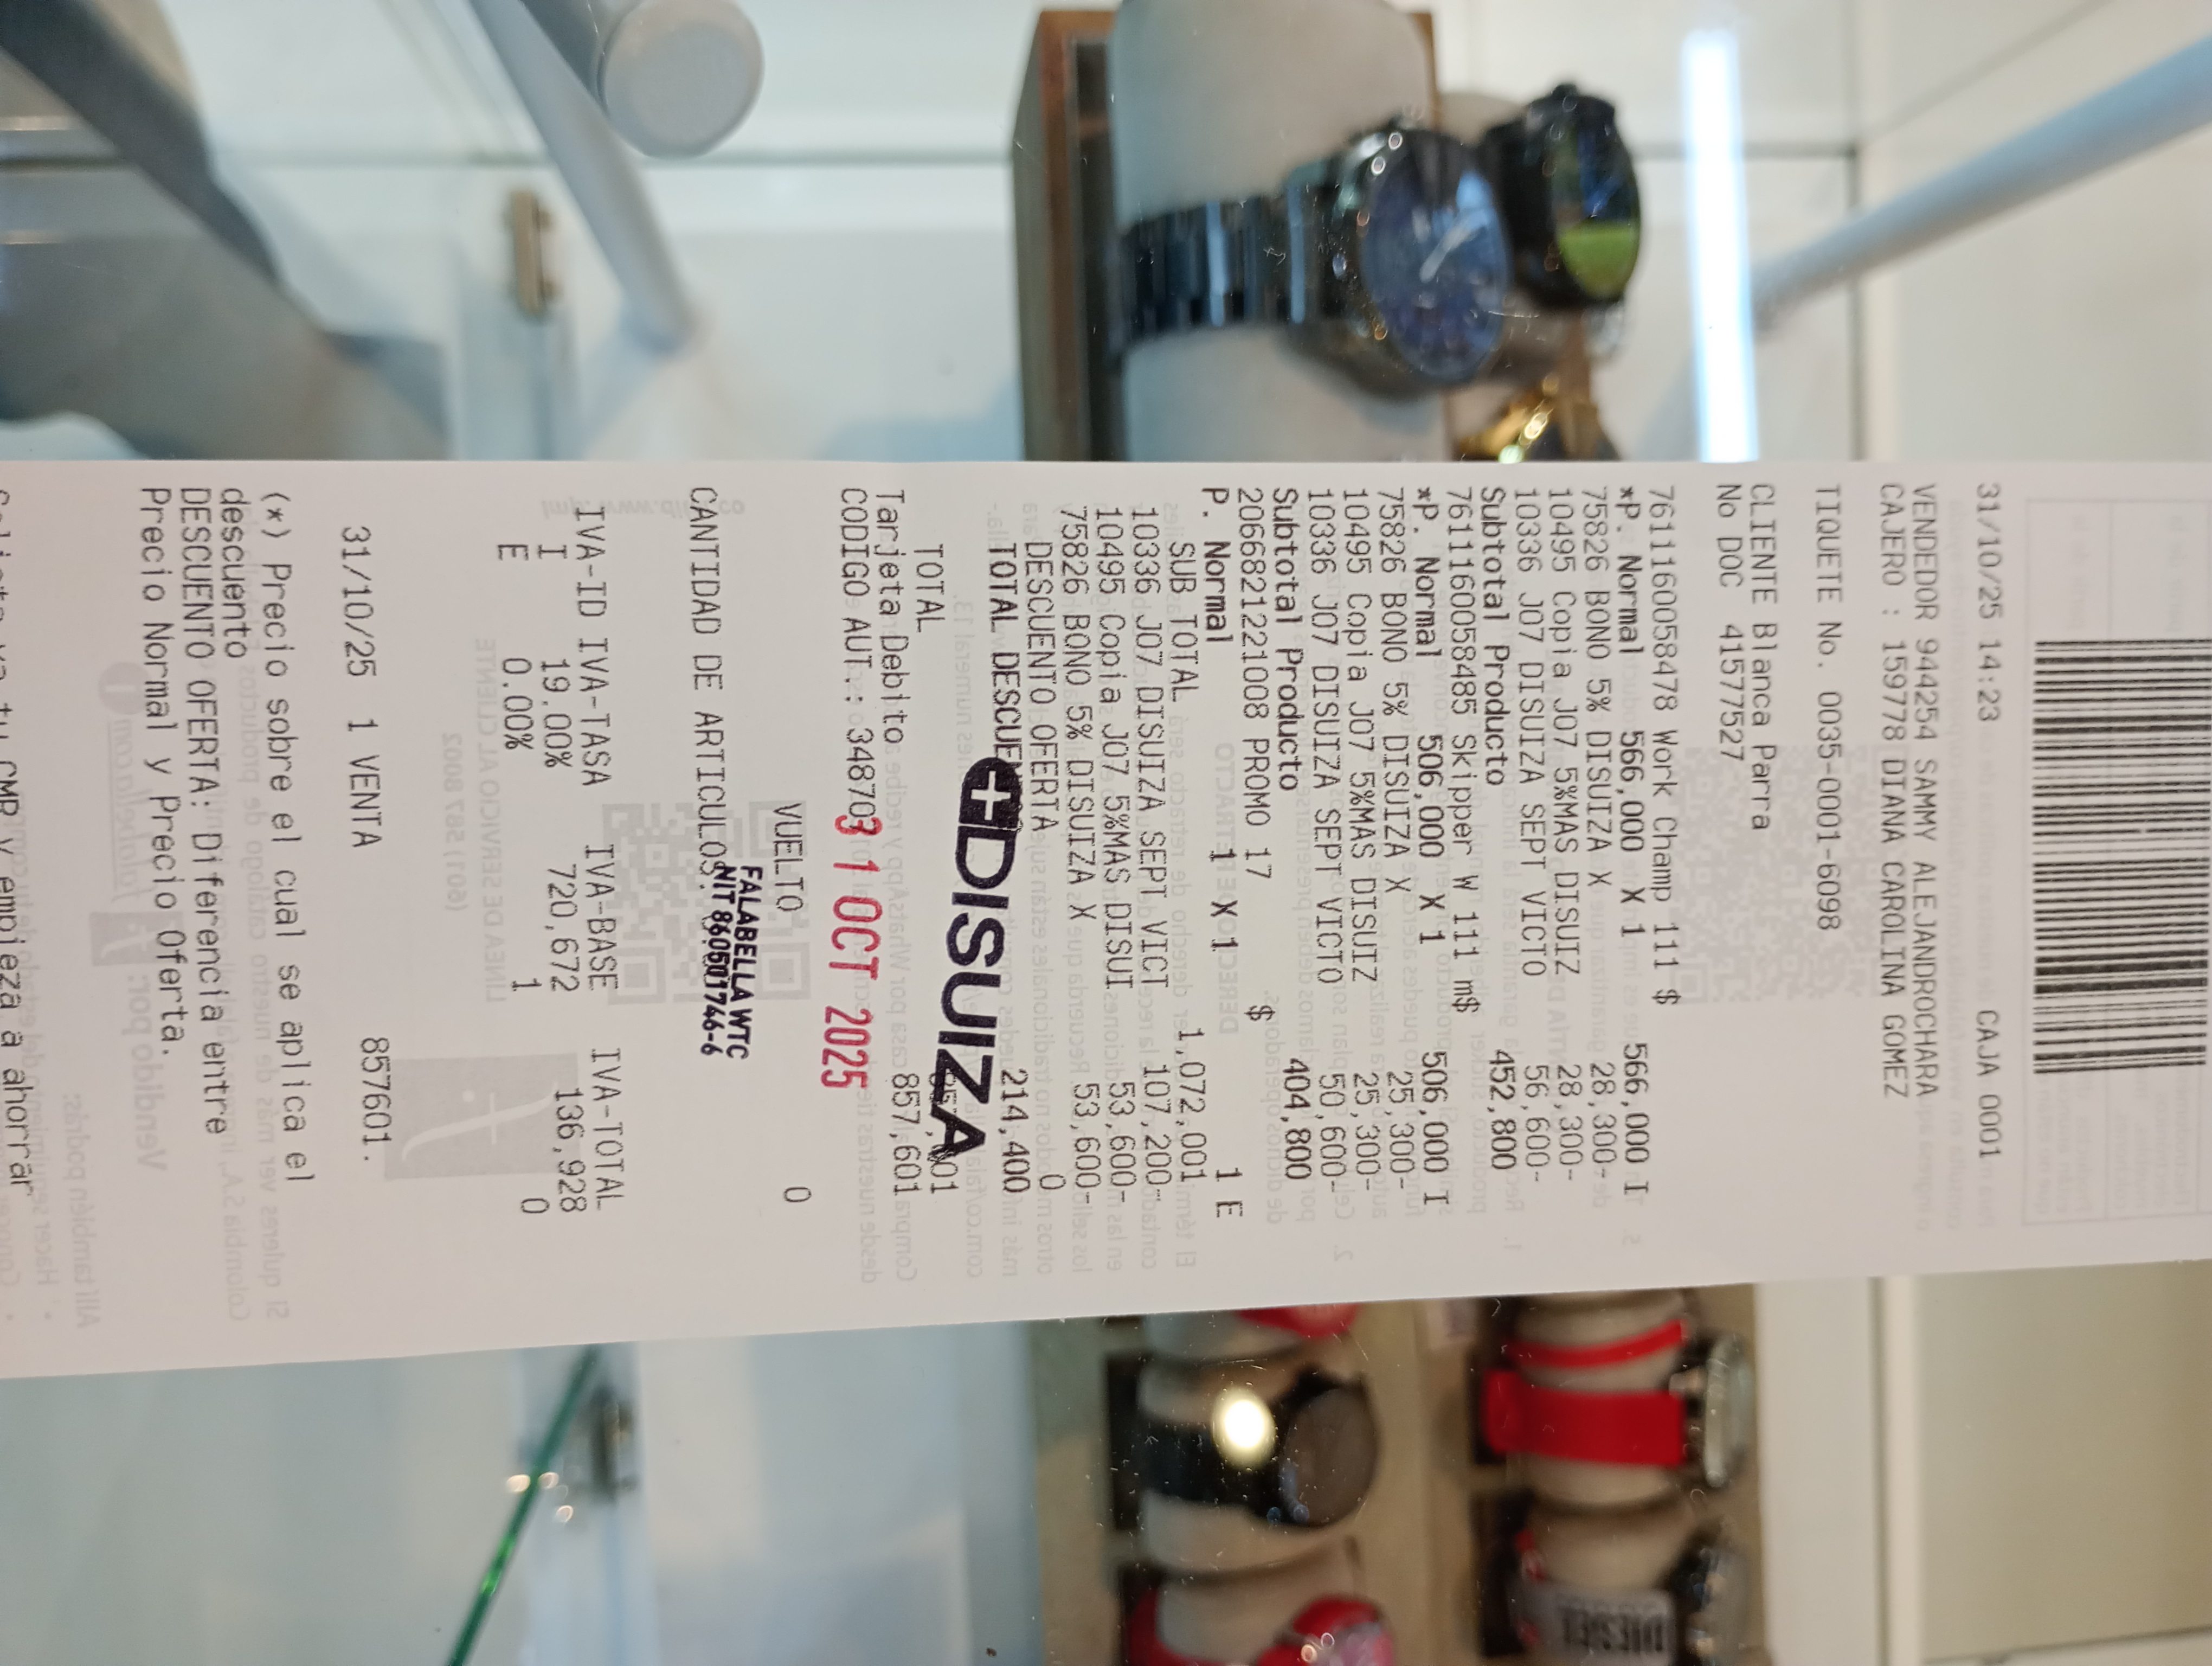 31/10/25 14:23 CAJA 0001
VENDEDOR 944254 SAMMY ALEJANDROCHARA
CAJERO : 159778 DIANA CAROLINA GOMEZ
TIQUETE No. 0035-0001-6098
CLIENTE Blanca Parra
No DOC 41577527
7611160058478 Work Champ 111 $
*P. Normal 566,000 X 1 566,000 I
75826 BONO 5% DISUIZA X 28,300-
10495 Copia J07 5%MAS DISUIZ 28,300-
10336 J07 DISUIZA SEPT VICTO 56,600-
Subtotal Producto 452,800
7611160058485 Skipper W 111 m$
*P. Normal 506,000 X 1 506,000 I
75826 BONO 5% DISUIZA X 25,300-
10495 Copia J07 5%MAS DISUIZ 25,300-
10336 J07 DISUIZA SEPT VICTO 50,600-
Subtotal Producto 404,800
2066821221008 PROMO 17 $
P. Normal 1 X 1 1 E
SUB TOTAL 1,072,001
10336 J07 DISUIZA SEPT VICT 107,200-
10495 Copia J07 5%MAS DISUI 53,600-
75826 BONO 5% DISUIZA X 53,600-
DESCUENTO OFERTA 0
TOTAL DESCUEN 214,400
DISUIZA
TOTAL
Tarjeta Debito 857,601
CODIGO AUT.: 348703
31 OCT 2025
VUELTO 0
FALABELLA WTC
NIT 860501746-6
CANTIDAD DE ARTICULOS:
IVA-ID IVA-TASA IVA-BASE IVA-TOTAL
I 19.00% 720,672 136,928
E 0.00% 1 0
31/10/25 1 VENTA 857601.
(*) Precio sobre el cual se aplica el
descuento
DESCUENTO OFERTA: Diferencia entre
Precio Normal y Precio Oferta.
tu CMR y empieza a ahorrar
DIESEL